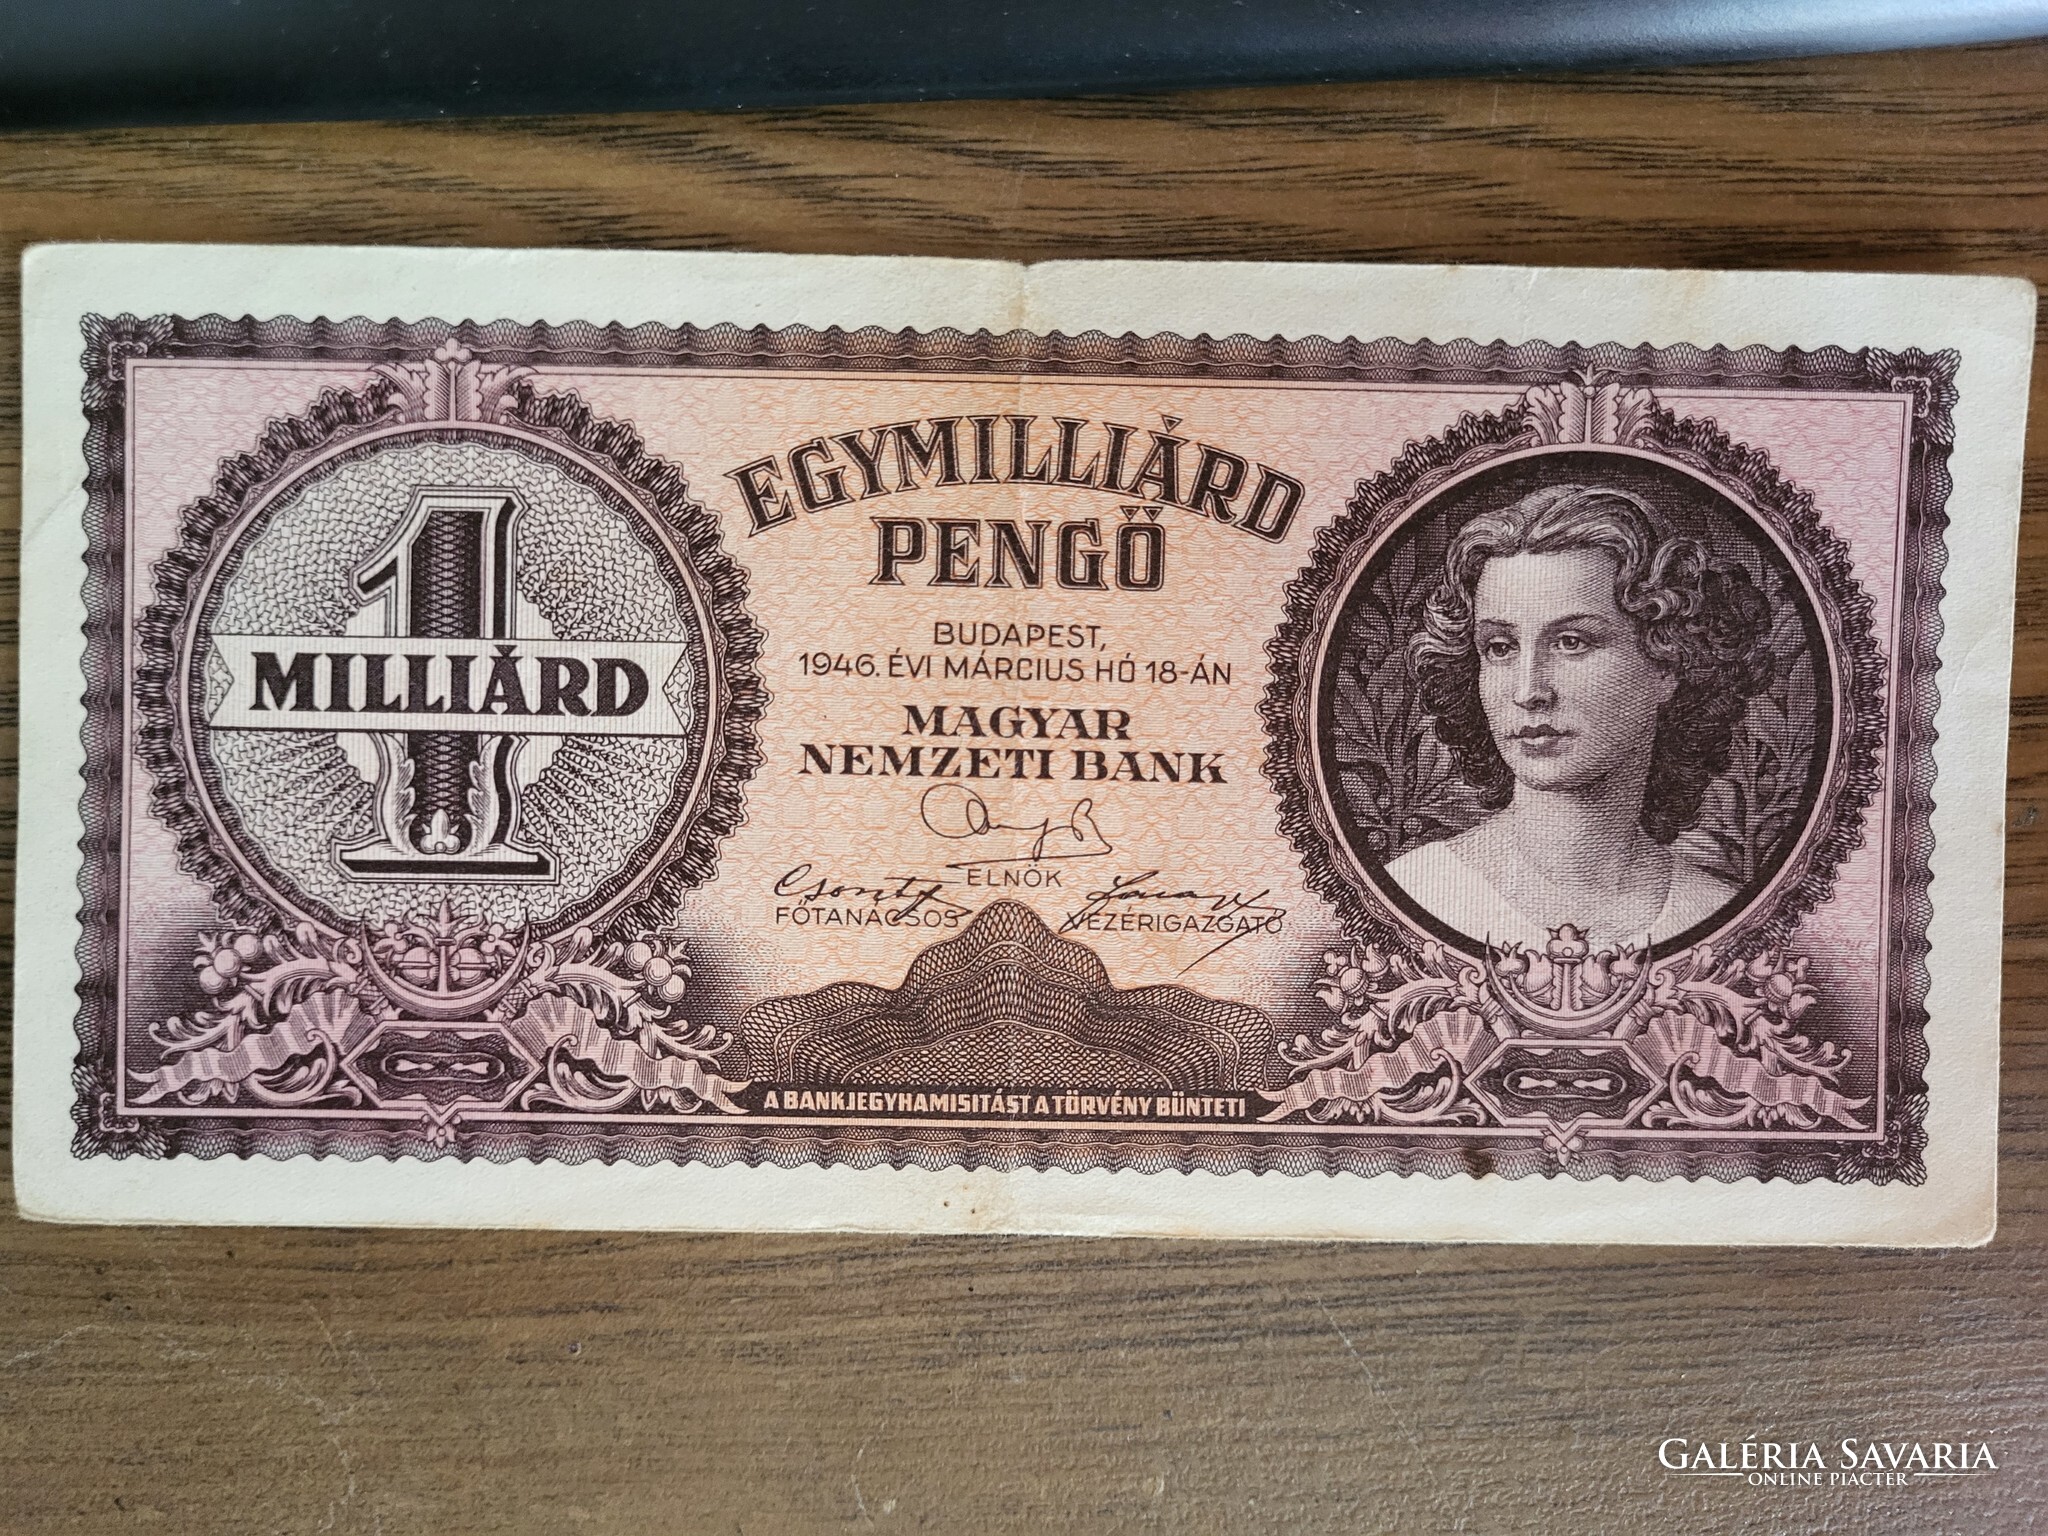 1
MILLIÁRD
EGYMILLIÁRD
PENGŐ
BUDAPEST,
1946. ÉVI MÁRCIUS HÓ 18-ÁN
MAGYAR
NEMZETI BANK
ELNÖK
FŐTANÁCSOS VEZÉRIGAZGATÓ
A BANKJEGYHAMISITÁST A TÖRVÉNY BÜNTETI
GALÉRIA SAVARIA
ONLINE PIACTÉR